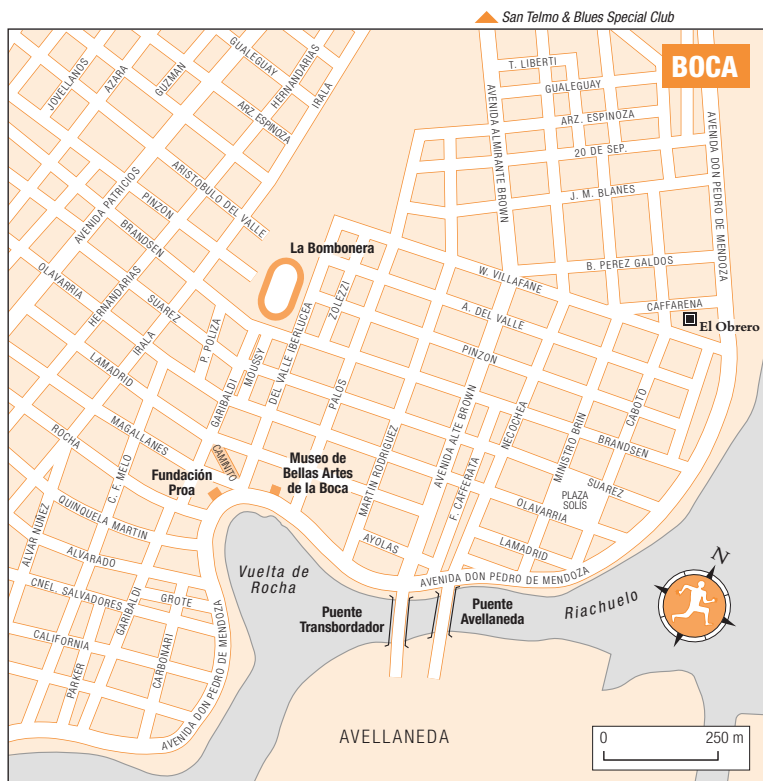 San Telmo & Blues Special Club
BOCA
JOVELLANOS
AZARA
GUZMAN
GUALEGUAY
HERNANDARIAS
IRALA
ARZ. ESPINOZA
ARISTOBULO DEL VALLE
AVENIDA PATRICIOS
PINZON
BRANDSEN
T. LIBERTI
GUALEGUAY
AVENIDA ALMIRANTE BROWN
ARZ. ESPINOZA
20 DE SEP.
J. M. BLANES
AVENIDA DON PEDRO DE MENDOZA
B. PEREZ GALDOS
CAFFARENA
El Obrero
La Bombonera
W. VILLAFAÑE
A. DEL VALLE
PINZON
OLAVARRIA
HERNANDARIAS
SUAREZ
IRALA
LAMADRID
P. POLIZA
ZOLEZZI
DEL VALLE IBERLUCEA
MOUSSY
GARIBALDI
PALOS
MAGALLANES
ROCHA
C. F. MELO
CAMINITO
Fundación
Proa
Museo de
Bellas Artes
de la Boca
MARTIN RODRIGUEZ
AVENIDA ALTE BROWN
F. CAFFERATA
NECOCHEA
MINISTRO BRIN
CABOTO
BRANDSEN
SUAREZ
PLAZA
SOLIS
OLAVARRIA
LAMADRID
AYOLAS
AVENIDA DON PEDRO DE MENDOZA
ALVAR NUÑEZ
QUINQUELA MARTIN
ALVARADO
CNEL. SALVADORES
GROTE
GARIBALDI
CALIFORNIA
PARKER
CARBONARI
AVENIDA DON PEDRO DE MENDOZA
Vuelta de
Rocha
Puente
Transbordador
Puente
Avellaneda
Riachuelo
N
AVELLANEDA
0 250 m